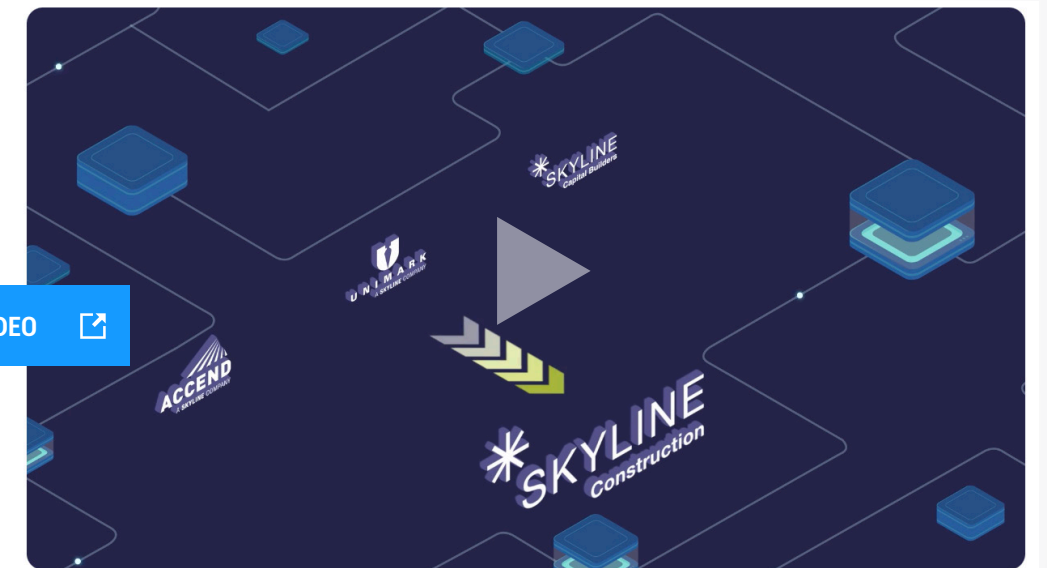 SKYLINE
Capital Builders
UNIMARK
A SKYLINE COMPANY
DEO
ACCEND
A SKYLINE COMPANY
SKYLINE
Construction